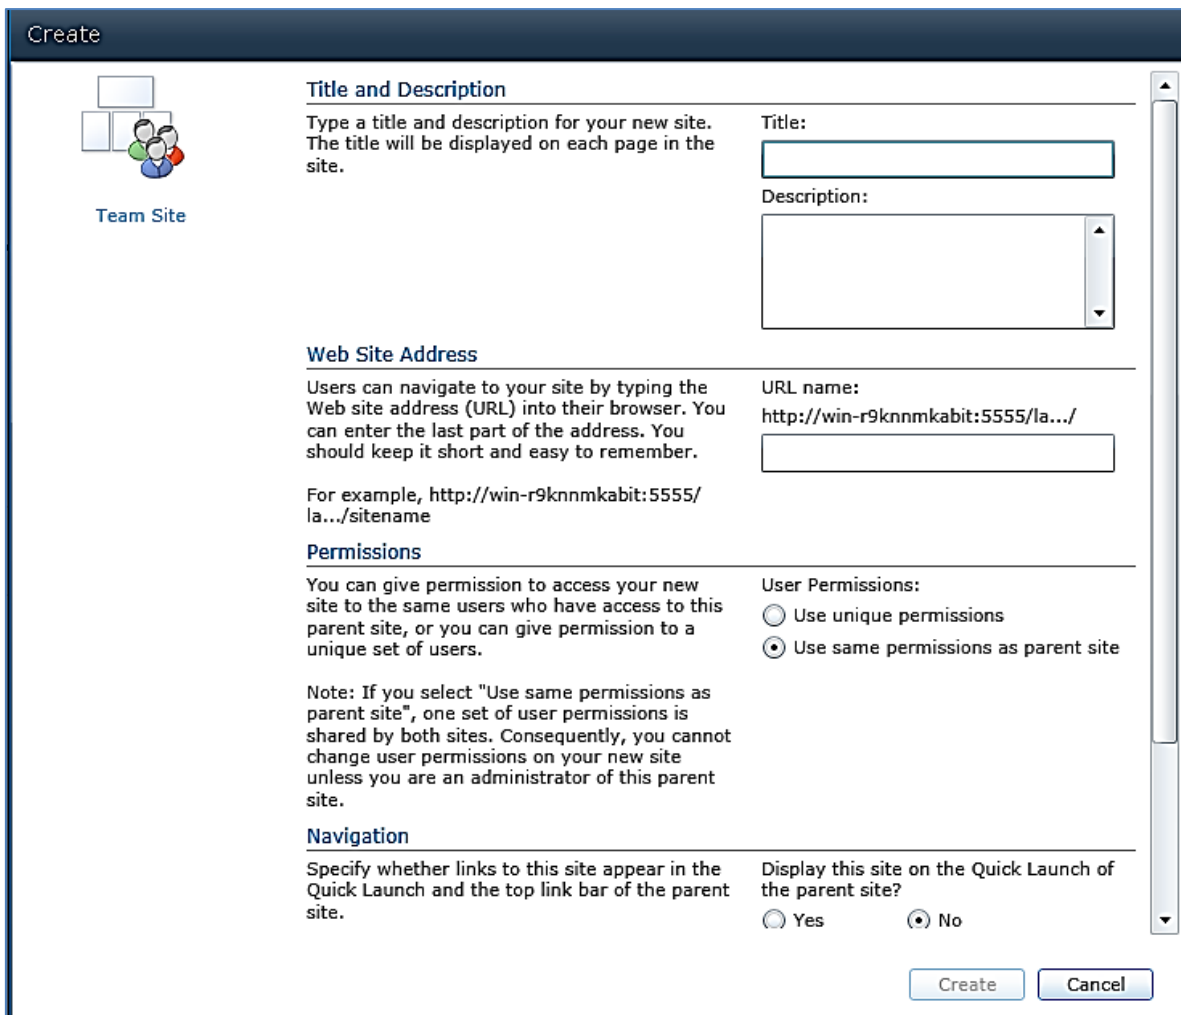 Create
Team Site
Title and Description
Type a title and description for your new site.
The title will be displayed on each page in the
site.
Title:
Description:
Web Site Address
Users can navigate to your site by typing the
Web site address (URL) into their browser. You
can enter the last part of the address. You
should keep it short and easy to remember.
For example, http://win-r9knnmkabit:5555/
la.../sitename
URL name:
http://win-r9knnmkabit:5555/la.../
Permissions
You can give permission to access your new
site to the same users who have access to this
parent site, or you can give permission to a
unique set of users.
Note: If you select "Use same permissions as
parent site", one set of user permissions is
shared by both sites. Consequently, you cannot
change user permissions on your new site
unless you are an administrator of this parent
site.
User Permissions:
Use unique permissions
Use same permissions as parent site
Navigation
Specify whether links to this site appear in the
Quick Launch and the top link bar of the parent
site.
Display this site on the Quick Launch of
the parent site?
Yes No
Create Cancel